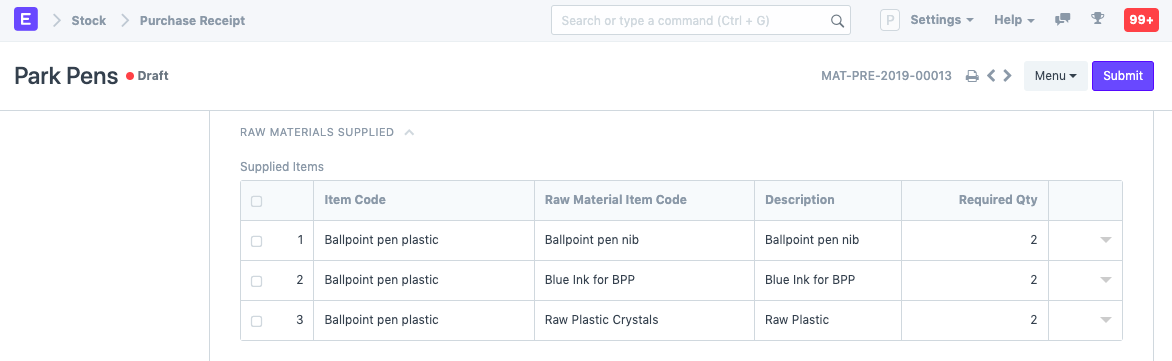 E Stock Purchase Receipt Search or type a command (Ctrl + G) P Settings Help 99+
Park Pens Draft MAT-PRE-2019-00013 Menu Submit
RAW MATERIALS SUPPLIED
Supplied Items
Item Code Raw Material Item Code Description Required Qty
1 Ballpoint pen plastic Ballpoint pen nib Ballpoint pen nib 2
2 Ballpoint pen plastic Blue Ink for BPP Blue Ink for BPP 2
3 Ballpoint pen plastic Raw Plastic Crystals Raw Plastic 2